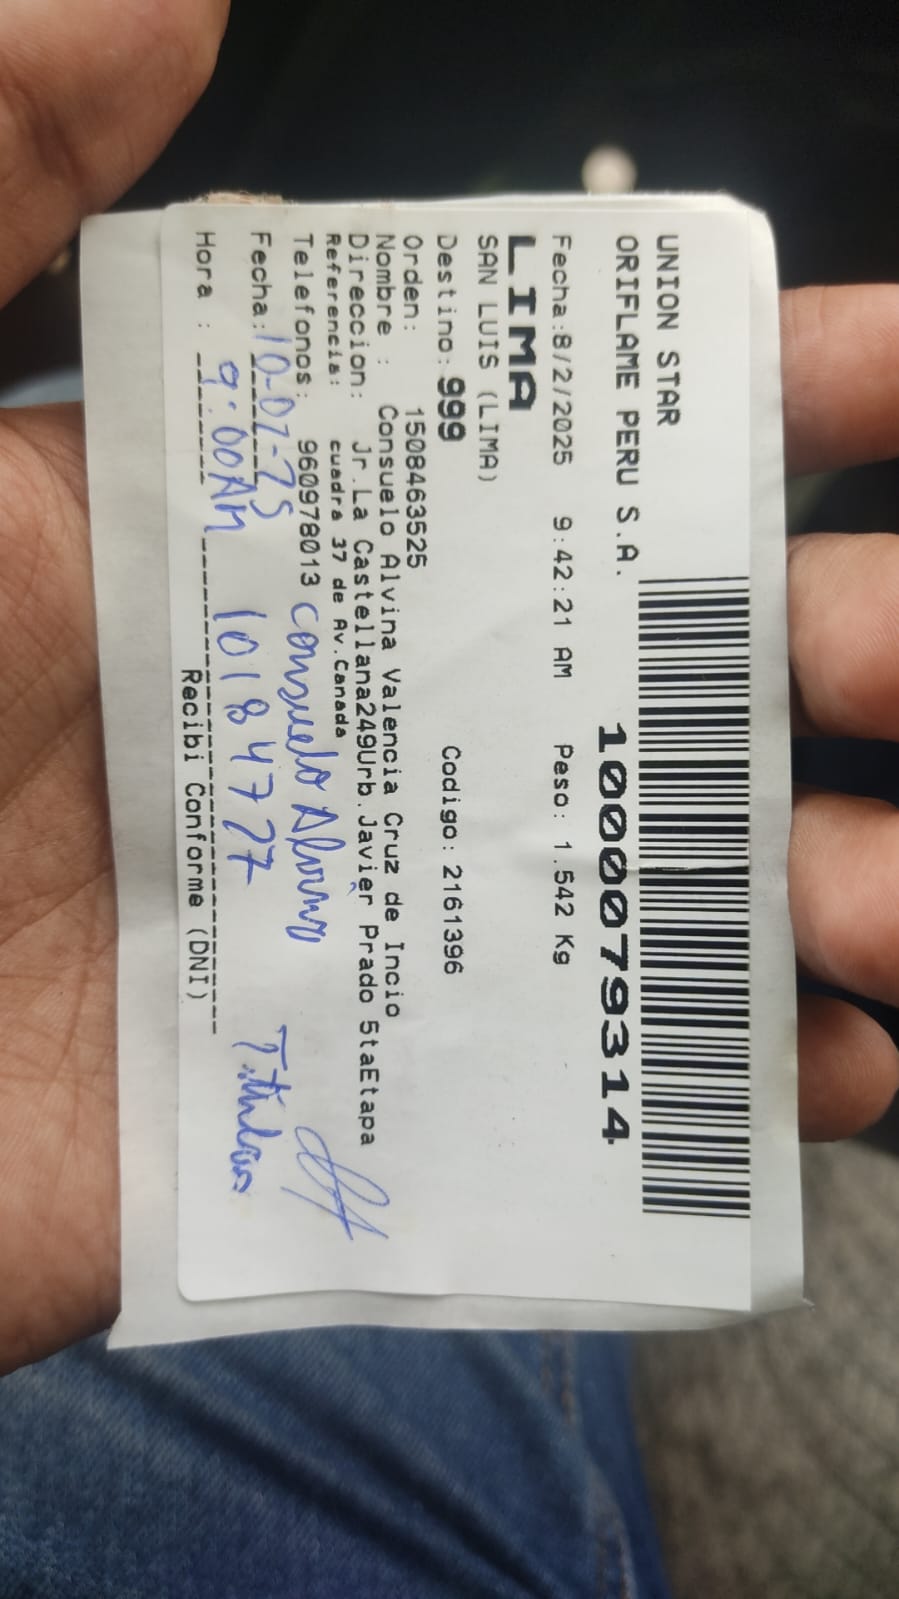 UNION STAR
ORIFLAME PERU S.A.
1000079314
Fecha:8/2/2025 9:42:21 AM Peso: 1.542 Kg
LIMA
SAN LUIS (LIMA)
Destino: 999 Codigo: 2161396
Orden: 1508463525
Nombre : Consuelo Alvina Valencia Cruz de Incio
Direccion: Jr.La Castellana249Urb.Javier Prado 5taEtapa
Referencia: cuadra 37 de Av.Canada
Telefonos: 960978013 Consuelo Alvina
Fecha: 10-02-25 Titular
Hora : 9:00AM 10184727
Recibi Conforme (DNI)